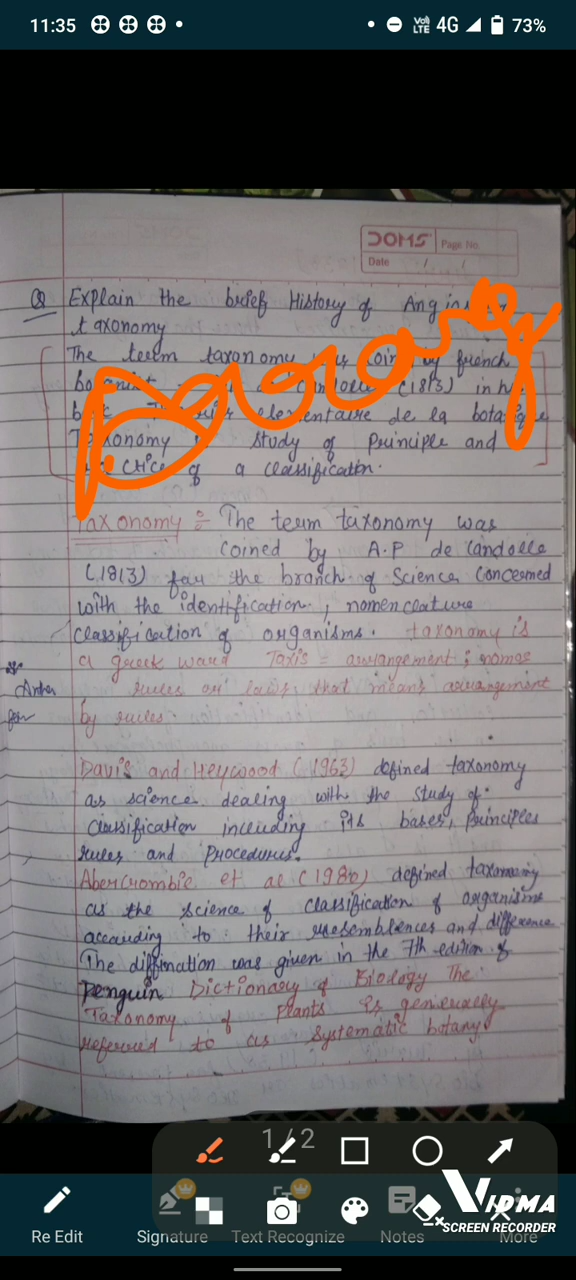 11:35
Vo) LTE 4G 73%
DOMS Page No.
Date / /
Q Explain the brief History of
taxonomy
The term taxonomy by french
(1813) in
elementaire de la
study of Principle and
of a classification.
Taxonomy :- The term taxonomy was
coined by A.P de Candolle
(1813) for the branch of Science Concerned
with the identification, nomenclature
classification of organisms. taxonomy is
a greek word Taxis = arrangement; nomos
rules or laws that means arrangement
by rules.
Davis and Heywood (1963) defined taxonomy
as science dealing with the study of
classification including its bases, Principles
rules and Procedures.
Abercrombie et al (1980) defined taxonomy
as the science of classification of organisms
according to their resemblences and difference
The diffination was given in the 7th edition of
Penguin Dictionary of Biology The
Taxonomy of Plants is generally
referred to as Systematic botany
1/2
Re Edit
Signature
Text Recognize
Notes
More
VIDMA
SCREEN RECORDER